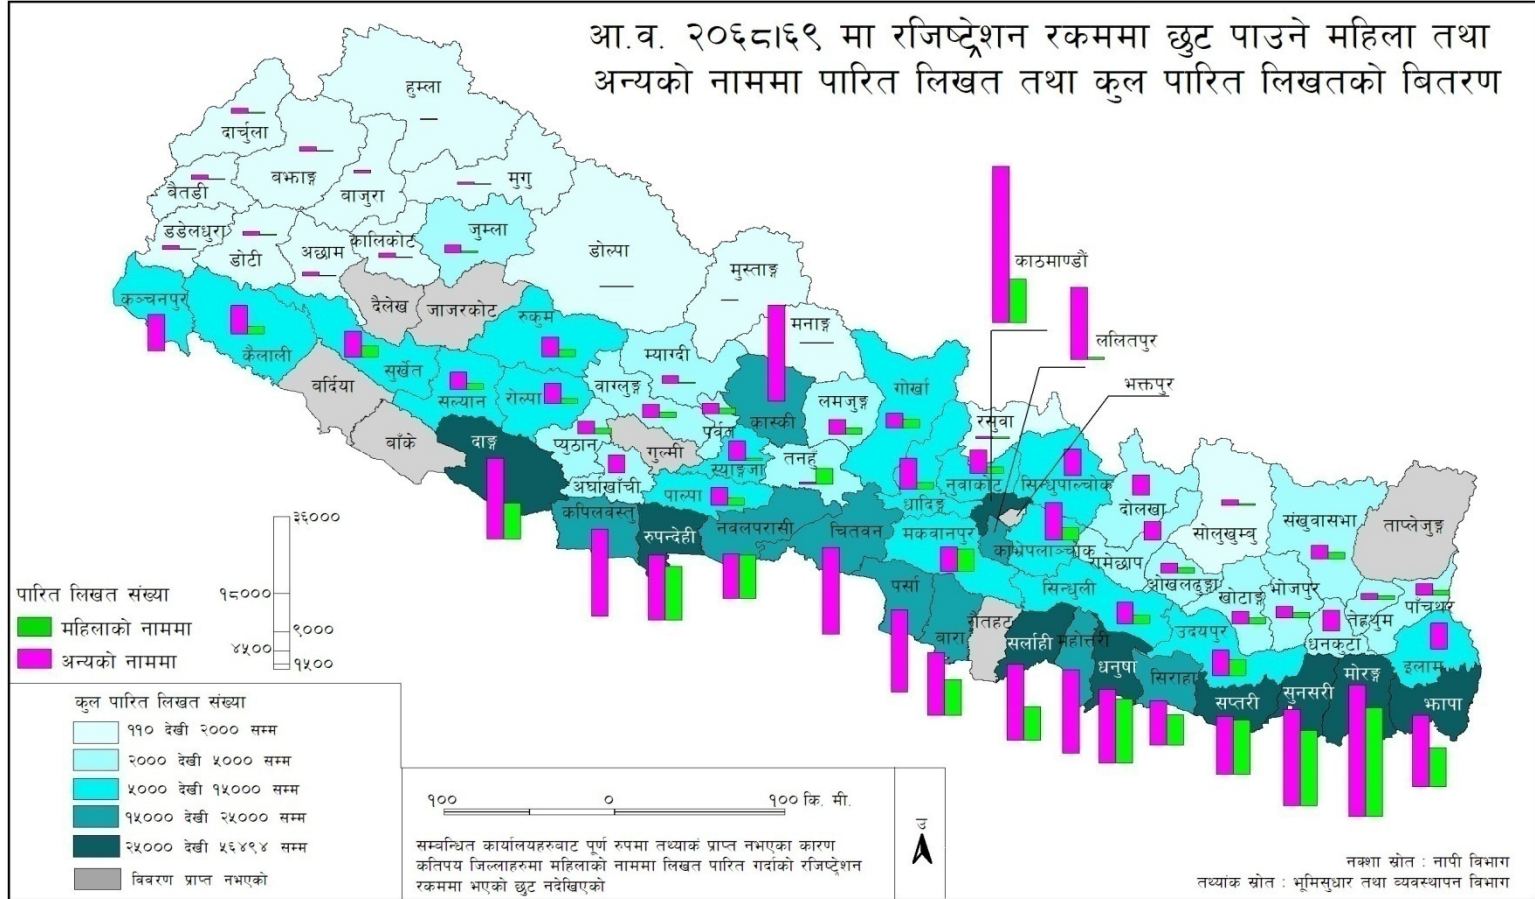 आ.व. २०६८।६९ मा रजिष्ट्रेशन रकममा छुट पाउने महिला तथा
अन्यको नाममा पारित लिखत तथा कुल पारित लिखतको बितरण
हुम्ला
दार्चुला
बझाङ्ग
बैतडी
बाजुरा
मुगु
डडेलधुरा
डोटी
अछाम
कालिकोट
जुम्ला
डोल्पा
मुस्ताङ्ग
काठमाण्डौं
कञ्चनपुर
कैलाली
दैलेख
जाजरकोट
रुकुम
मनाङ्ग
ललितपुर
सुर्खेत
म्याग्दी
भक्तपुर
बर्दिया
सल्यान
रोल्पा
वाग्लुङ्ग
कास्की
लमजुङ्ग
गोर्खा
बाँके
दाङ्ग
प्युठान
गुल्मी
पर्वत
स्याङ्गजा
तनहुँ
रसुवा
नुवाकोट
सिन्धुपाल्चोक
अर्घाखाँची
पाल्पा
धादिङ्ग
दोलखा
सोलुखुम्बु
संखुवासभा
ताप्लेजुङ्ग
कपिलवस्तु
रुपन्देही
नवलपरासी
चितवन
मकवानपुर
काभ्रेपलाञ्चोक
रामेछाप
ओखलढुङ्गा
खोटाङ्ग
भोजपुर
तेह्रथुम
पाँचथर
पर्सा
बारा
रौतहट
सिन्धुली
सर्लाही
महोत्तरी
धनुषा
सिराहा
उदयपुर
धनकुटा
इलाम
सप्तरी
सुनसरी
मोरङ्ग
झापा
३६०००
१८०००
९०००
४५००
१५००
पारित लिखत संख्या
महिलाको नाममा
अन्यको नाममा
कुल पारित लिखत संख्या
११० देखी २००० सम्म
२००० देखी ५००० सम्म
५००० देखी १५००० सम्म
१५००० देखी २५००० सम्म
२५००० देखी ५६४९४ सम्म
विवरण प्राप्त नभएको
१०० ० १०० कि. मी.
सम्वन्धित कार्यालयहरुवाट पूर्ण रुपमा तथ्याकं प्राप्त नभएका कारण
कतिपय जिल्लाहरुमा महिलाको नाममा लिखत पारित गर्दाको रजिष्ट्रेशन
रकममा भएको छुट नदेखिएको
उ
नक्शा स्रोत : नापी विभाग
तथ्यांक स्रोत : भूमिसुधार तथा व्यवस्थापन विभाग